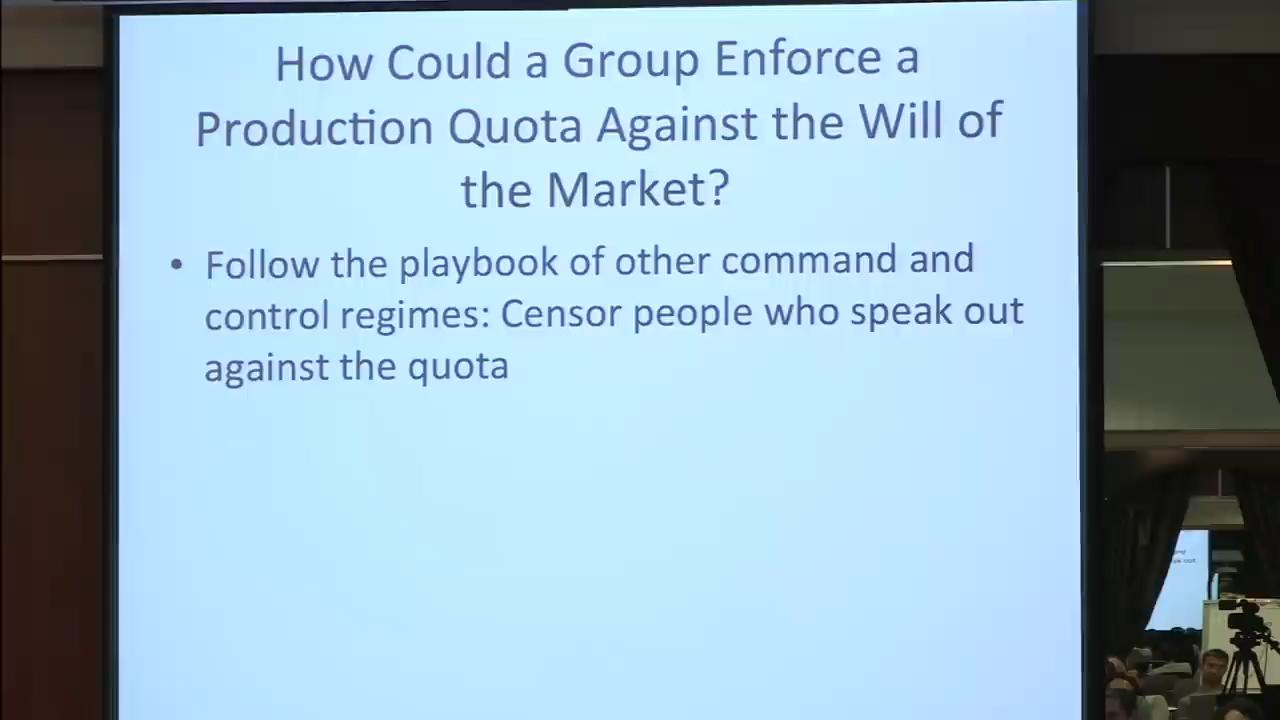 How Could a Group Enforce a
Production Quota Against the Will of
the Market?
• Follow the playbook of other command and
control regimes: Censor people who speak out
against the quota